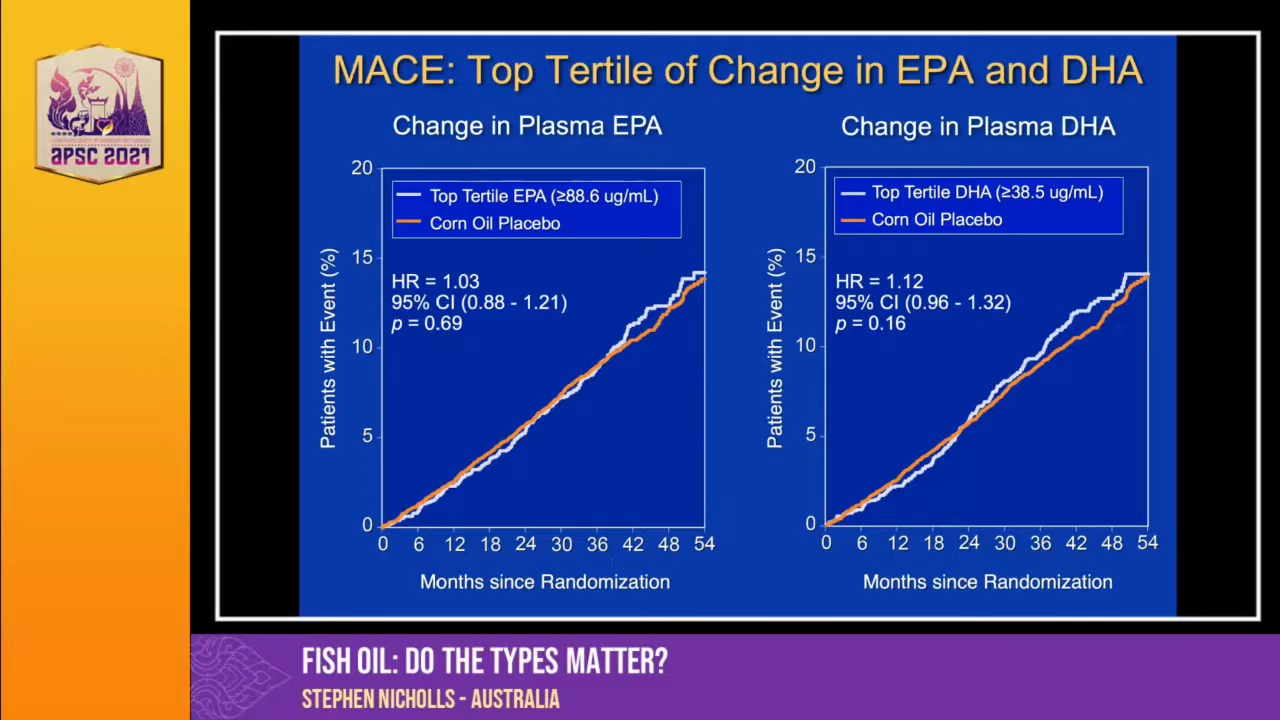 APSC 2021
MACE: Top Tertile of Change in EPA and DHA
Change in Plasma EPA
20
15
10
5
0
Patients with Event (%)
Top Tertile EPA (≥88.6 ug/mL)
Corn Oil Placebo
HR = 1.03
95% CI (0.88 - 1.21)
p = 0.69
0 6 12 18 24 30 36 42 48 54
Months since Randomization
Change in Plasma DHA
20
15
10
5
0
Patients with Event (%)
Top Tertile DHA (≥38.5 ug/mL)
Corn Oil Placebo
HR = 1.12
95% CI (0.96 - 1.32)
p = 0.16
0 6 12 18 24 30 36 42 48 54
Months since Randomization
FISH OIL: DO THE TYPES MATTER?
STEPHEN NICHOLLS - AUSTRALIA